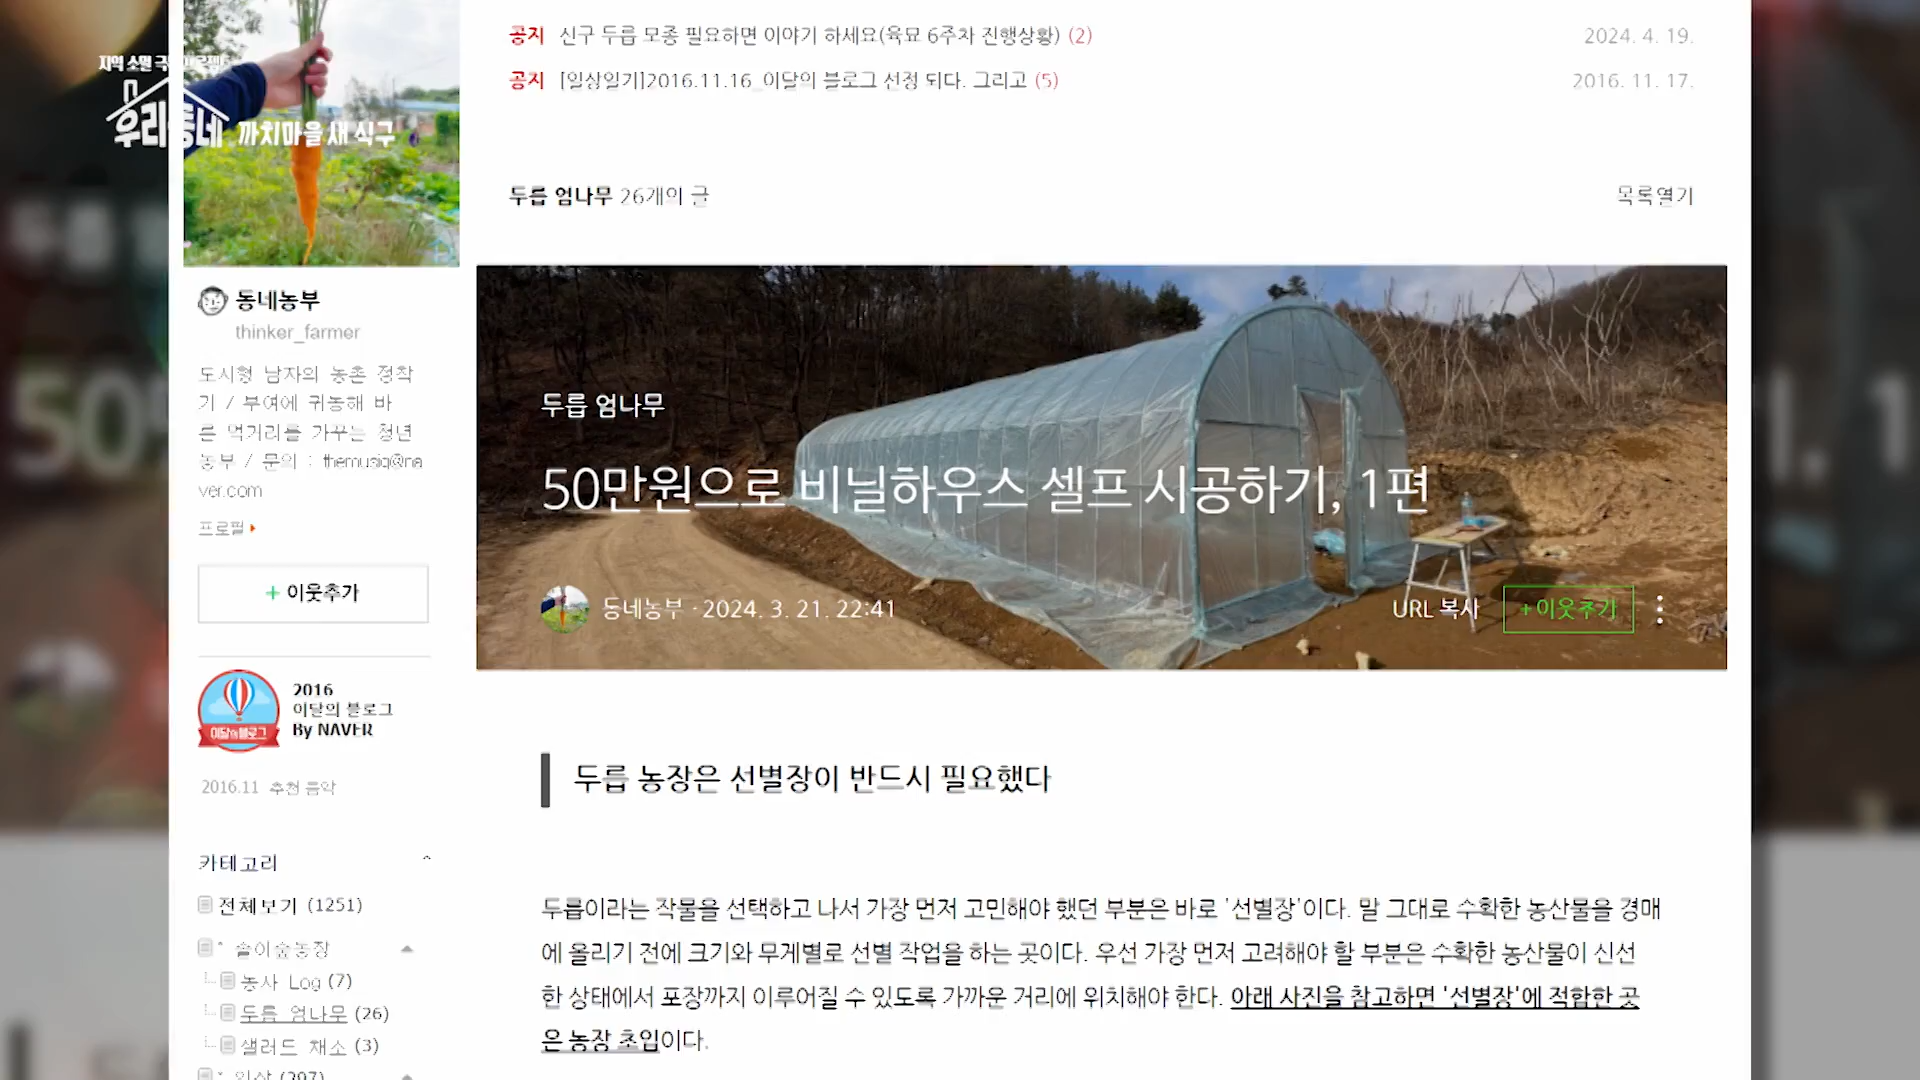 공지 신구 두릅 모종 필요하면 이야기 하세요(육묘 6주차 진행상황) (2) 2024. 4. 19.
공지 [일상일기]2016.11.16_이달의 블로그 선정 되다. 그리고 (5) 2016. 11. 17.
우리동네 까치마을 새 식구
두릅 엄나무 26개의 글 목록열기
동네농부
thinker_farmer
도시형 남자의 농촌 정착
기 / 부여에 귀농해 바
른 먹거리를 가꾸는 청년
농부 / 문의 : themusiq@na
ver.com
프로필
+ 이웃추가
2016
이달의 블로그
By NAVER
이달의블로그
2016.11 추천 음악
카테고리
전체보기 (1251)
솔이숲농장
농사 Log (7)
두릅 엄나무 (26)
샐러드 채소 (3)
일상 (297)
두릅 엄나무
50만원으로 비닐하우스 셀프 시공하기, 1편
동네농부 · 2024. 3. 21. 22:41
URL 복사 +이웃추가
두릅 농장은 선별장이 반드시 필요했다
두릅이라는 작물을 선택하고 나서 가장 먼저 고민해야 했던 부분은 바로 '선별장'이다. 말 그대로 수확한 농산물을 경매
에 올리기 전에 크기와 무게별로 선별 작업을 하는 곳이다. 우선 가장 먼저 고려해야 할 부분은 수확한 농산물이 신선
한 상태에서 포장까지 이루어질 수 있도록 가까운 거리에 위치해야 한다. 아래 사진을 참고하면 '선별장'에 적합한 곳
은 농장 초입이다.